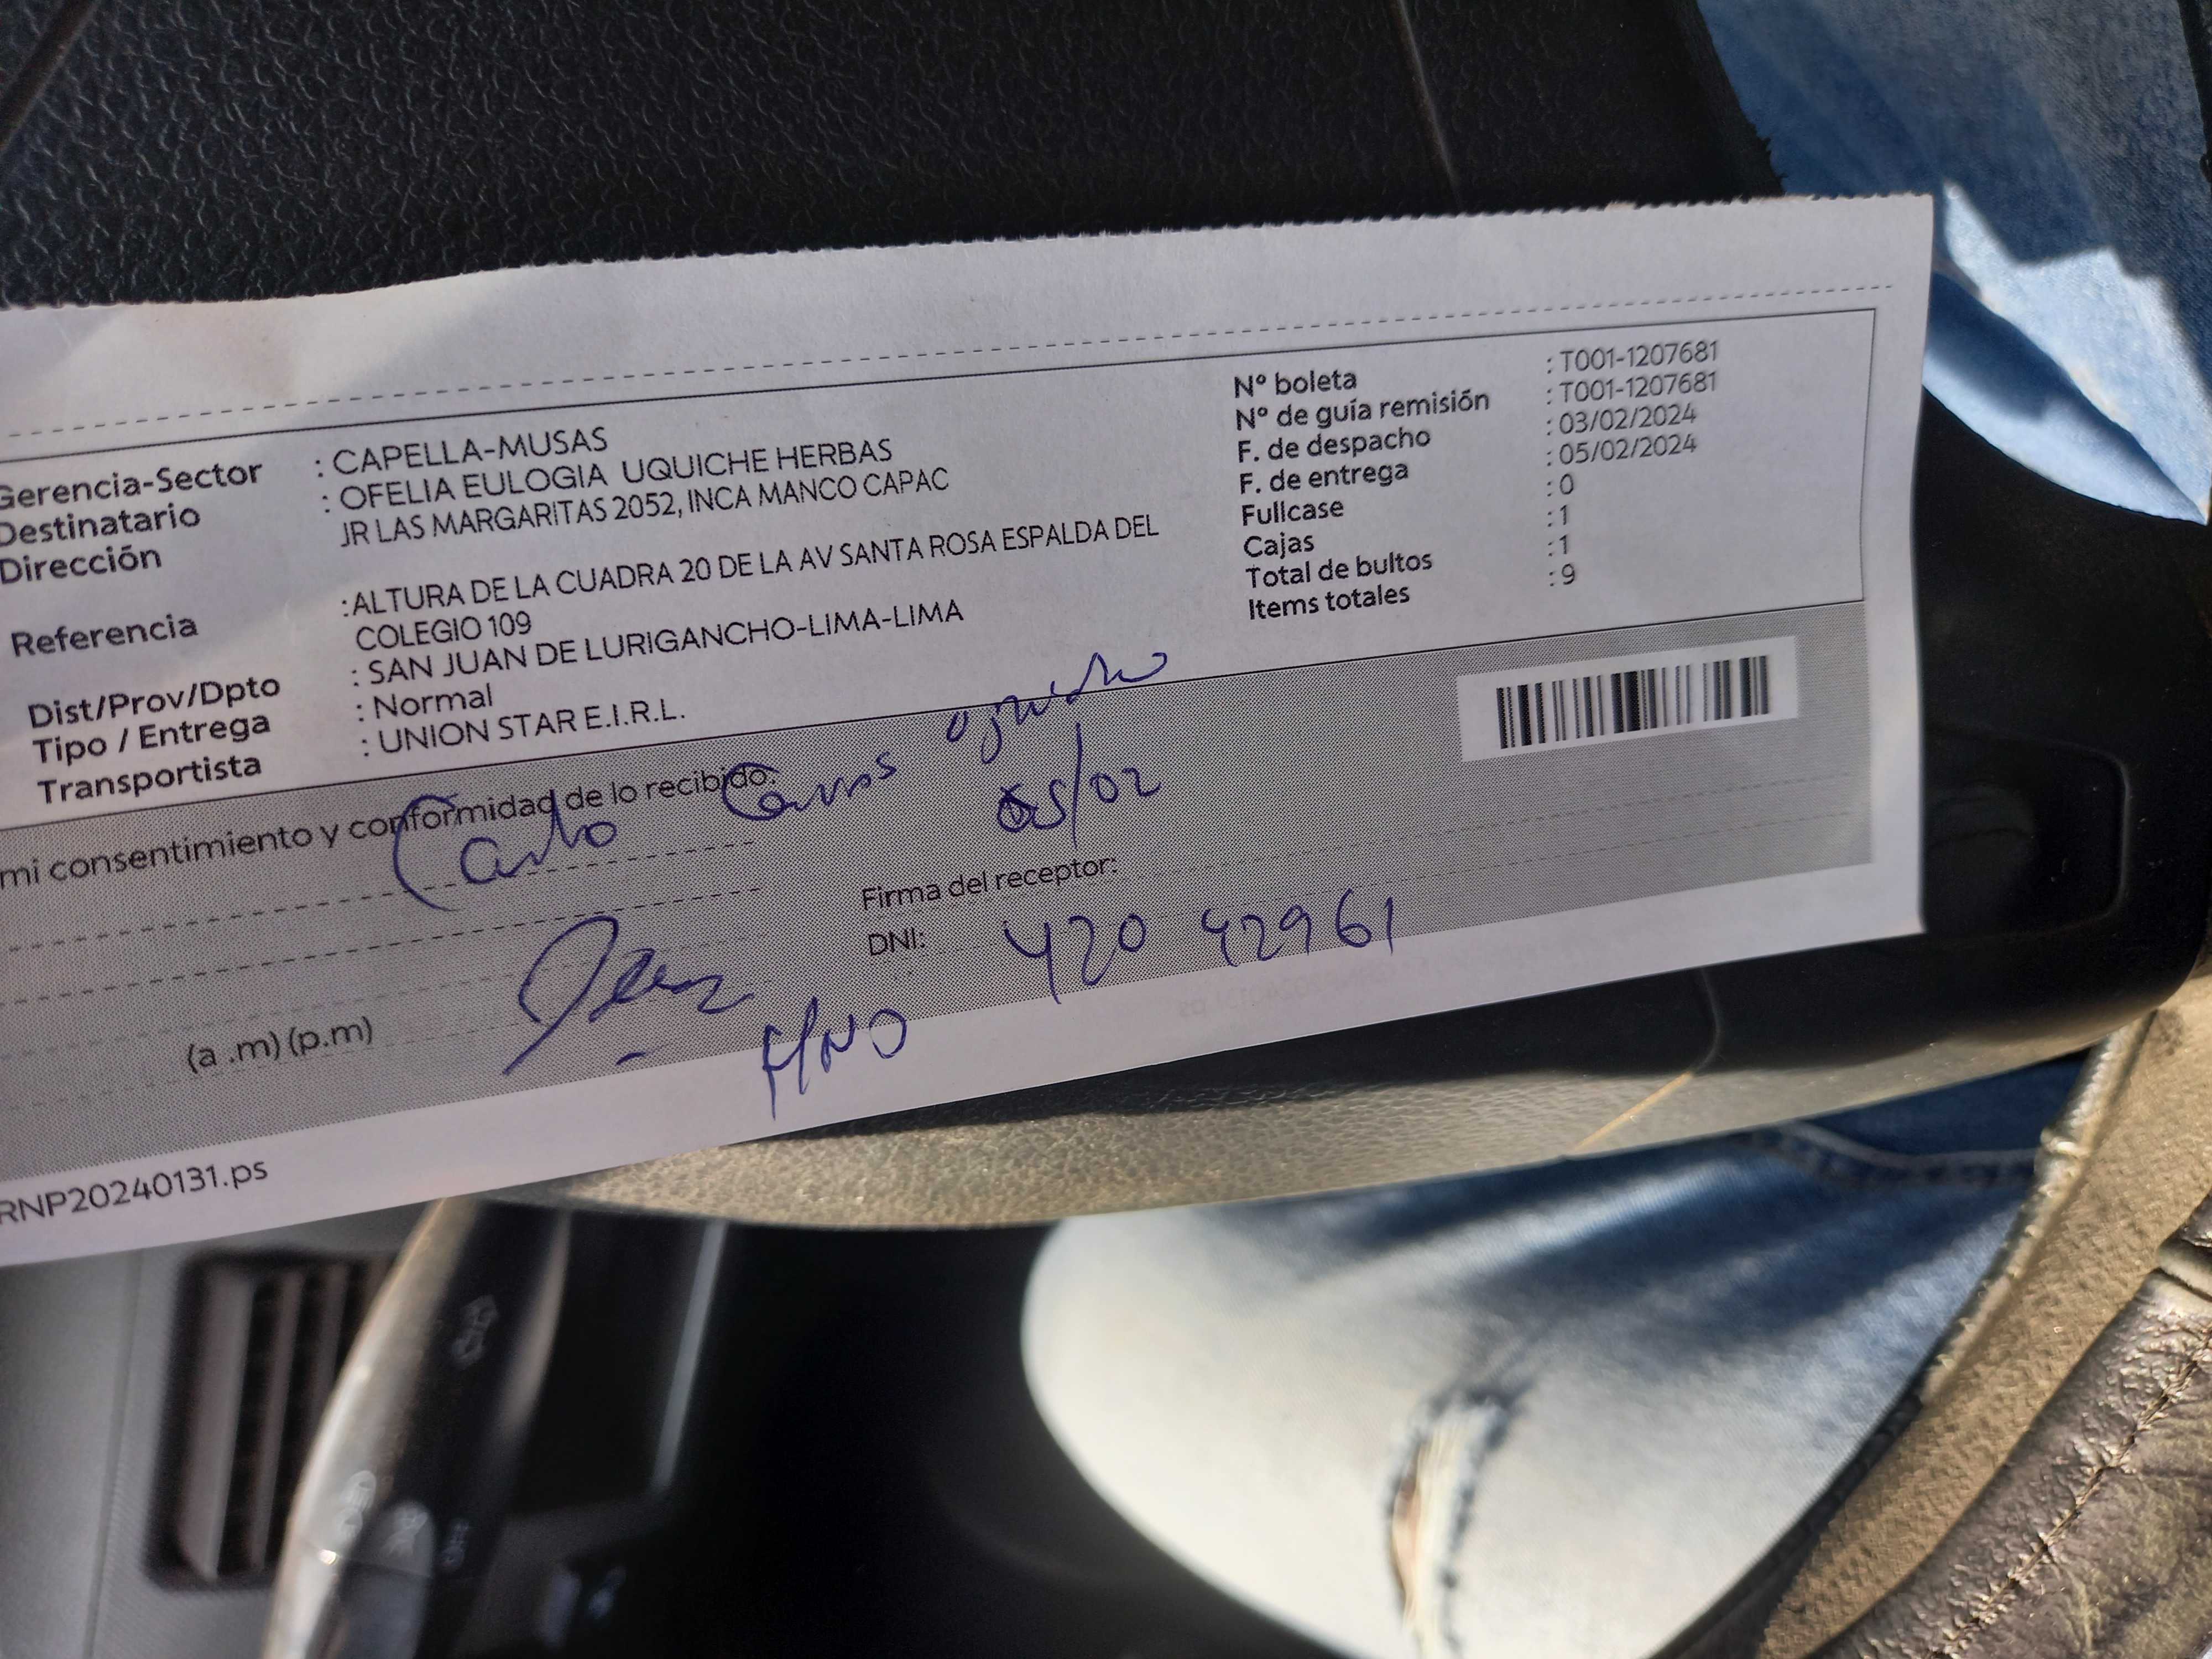 Gerencia-Sector : CAPELLA-MUSAS
Destinatario : OFELIA EULOGIA UQUICHE HERBAS
Dirección JR LAS MARGARITAS 2052, INCA MANCO CAPAC
Referencia :ALTURA DE LA CUADRA 20 DE LA AV SANTA ROSA ESPALDA DEL
COLEGIO 109
Dist/Prov/Dpto : SAN JUAN DE LURIGANCHO-LIMA-LIMA
Tipo / Entrega : Normal
Transportista : UNION STAR E.I.R.L.
Nº boleta : T001-1207681
Nº de guía remisión : T001-1207681
F. de despacho : 03/02/2024
F. de entrega : 05/02/2024
Fullcase : 0
Cajas : 1
Total de bultos : 1
Items totales : 9
mi consentimiento y conformidad de lo recibido:
05/02
Firma del receptor:
DNI: 420 42961
(a .m) (p.m)
HNO
RNP20240131.ps